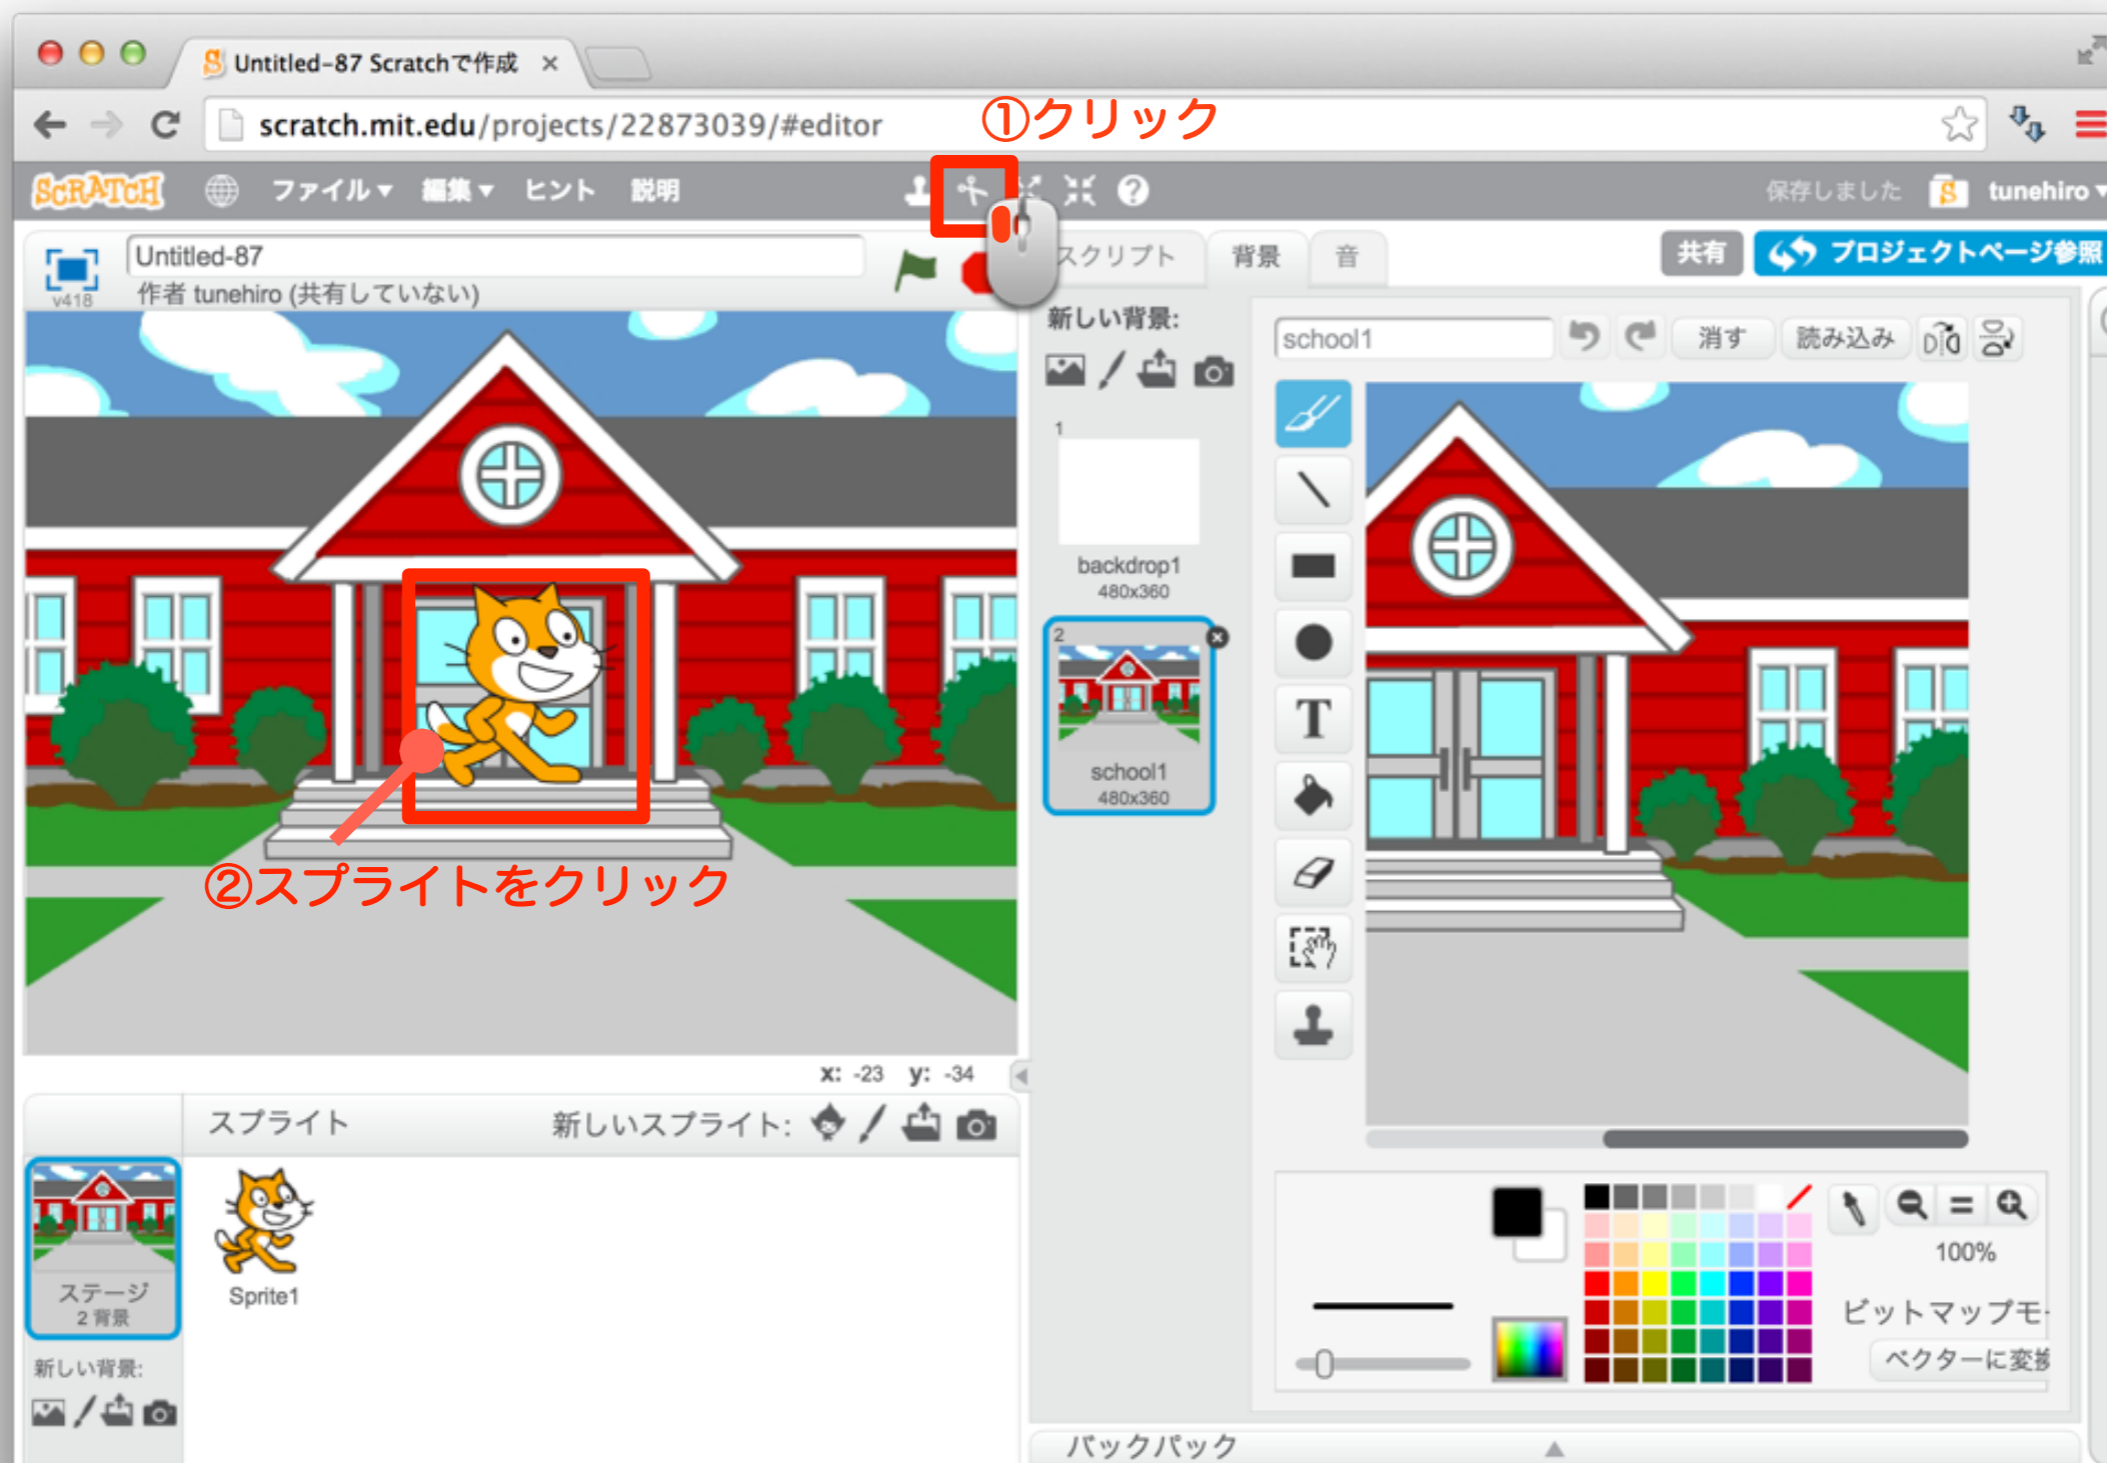 Untitled-87 Scratchで作成
scratch.mit.edu/projects/22873039/#editor
①クリック
SCRATCH
ファイル
編集
ヒント
説明
保存しました
tunehiro
Untitled-87
v418
作者 tunehiro (共有していない)
スクリプト
背景
音
共有
プロジェクトページ参照
新しい背景:
school1
消す
読み込み
1
backdrop1
480x360
2
school1
480x360
T
②スプライトをクリック
x: -23 y: -34
スプライト
新しいスプライト:
ステージ
2 背景
Sprite1
新しい背景:
100%
ビットマップモー
ベクターに変換
バックパック